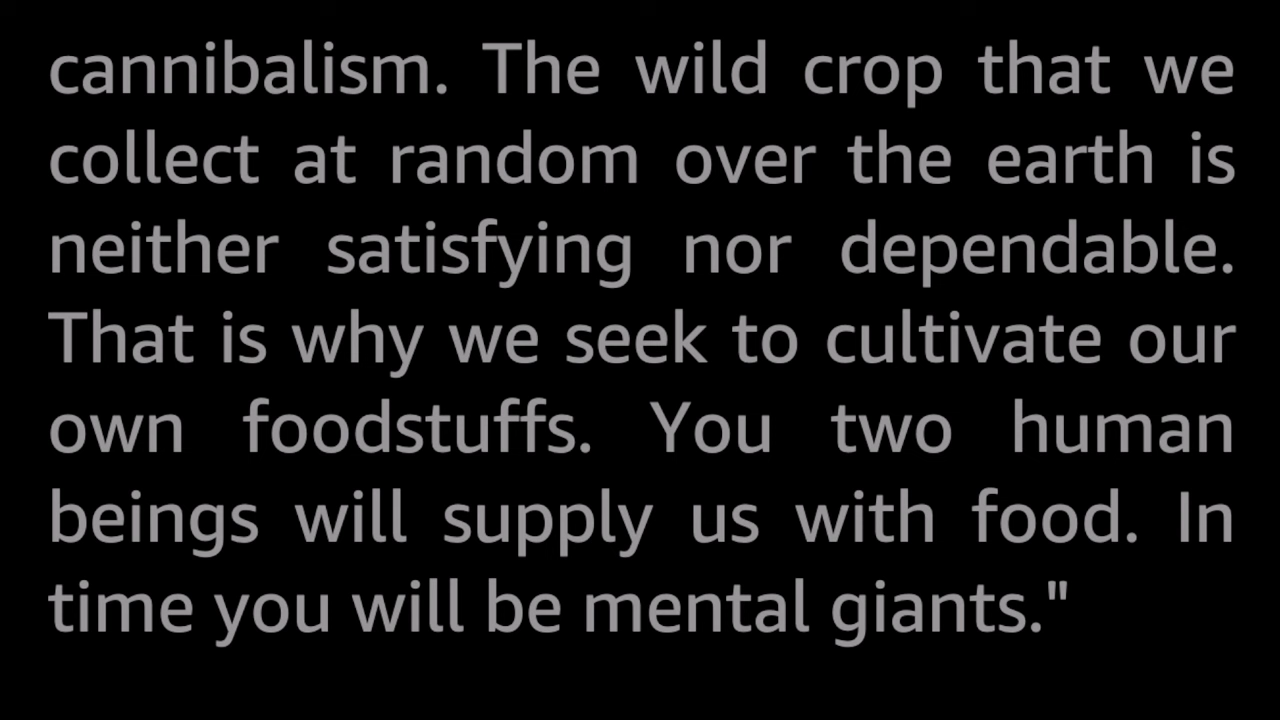 cannibalism. The wild crop that we
collect at random over the earth is
neither satisfying nor dependable.
That is why we seek to cultivate our
own foodstuffs. You two human
beings will supply us with food. In
time you will be mental giants."